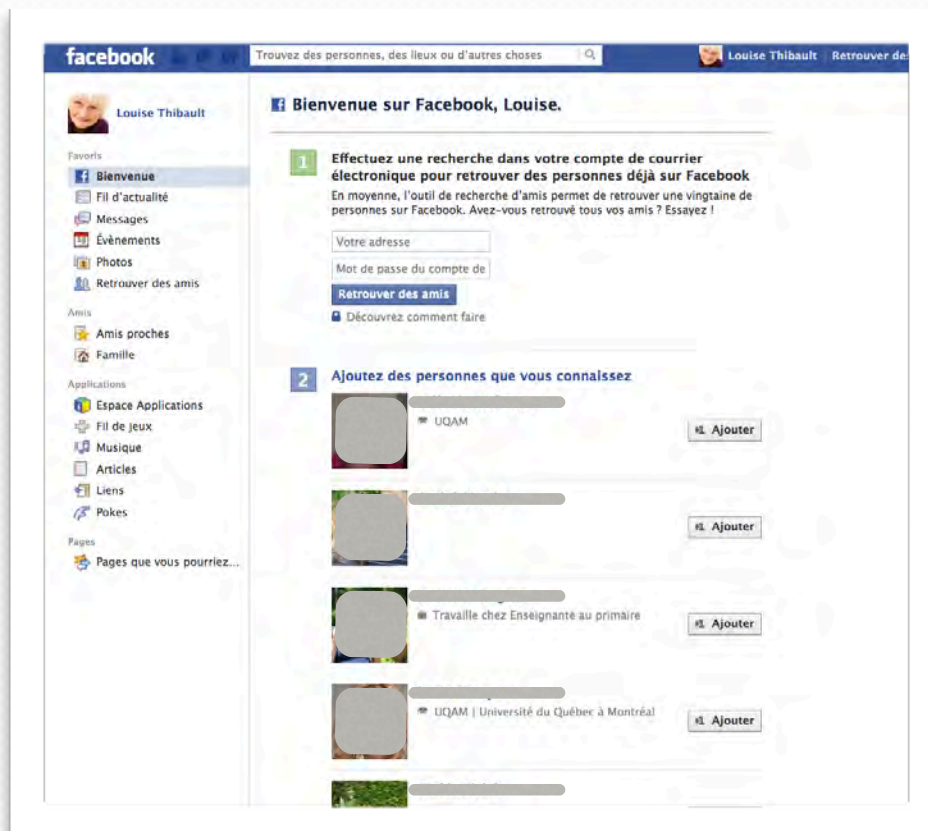 facebook
Trouvez des personnes, des lieux ou d'autres choses
Louise Thibault
Retrouver de
Louise Thibault
Favoris
Bienvenue
Fil d'actualité
Messages
Évènements
Photos
Retrouver des amis
Amis
Amis proches
Famille
Applications
Espace Applications
Fil de jeux
Musique
Articles
Liens
Pokes
Pages
Pages que vous pourriez...
Bienvenue sur Facebook, Louise.
1
Effectuez une recherche dans votre compte de courrier
électronique pour retrouver des personnes déjà sur Facebook
En moyenne, l'outil de recherche d'amis permet de retrouver une vingtaine de
personnes sur Facebook. Avez-vous retrouvé tous vos amis ? Essayez !
Votre adresse
Mot de passe du compte de
Retrouver des amis
Découvrez comment faire
2
Ajoutez des personnes que vous connaissez
UQAM
Ajouter
Ajouter
Travaille chez Enseignante au primaire
Ajouter
UQAM | Université du Québec à Montréal
Ajouter